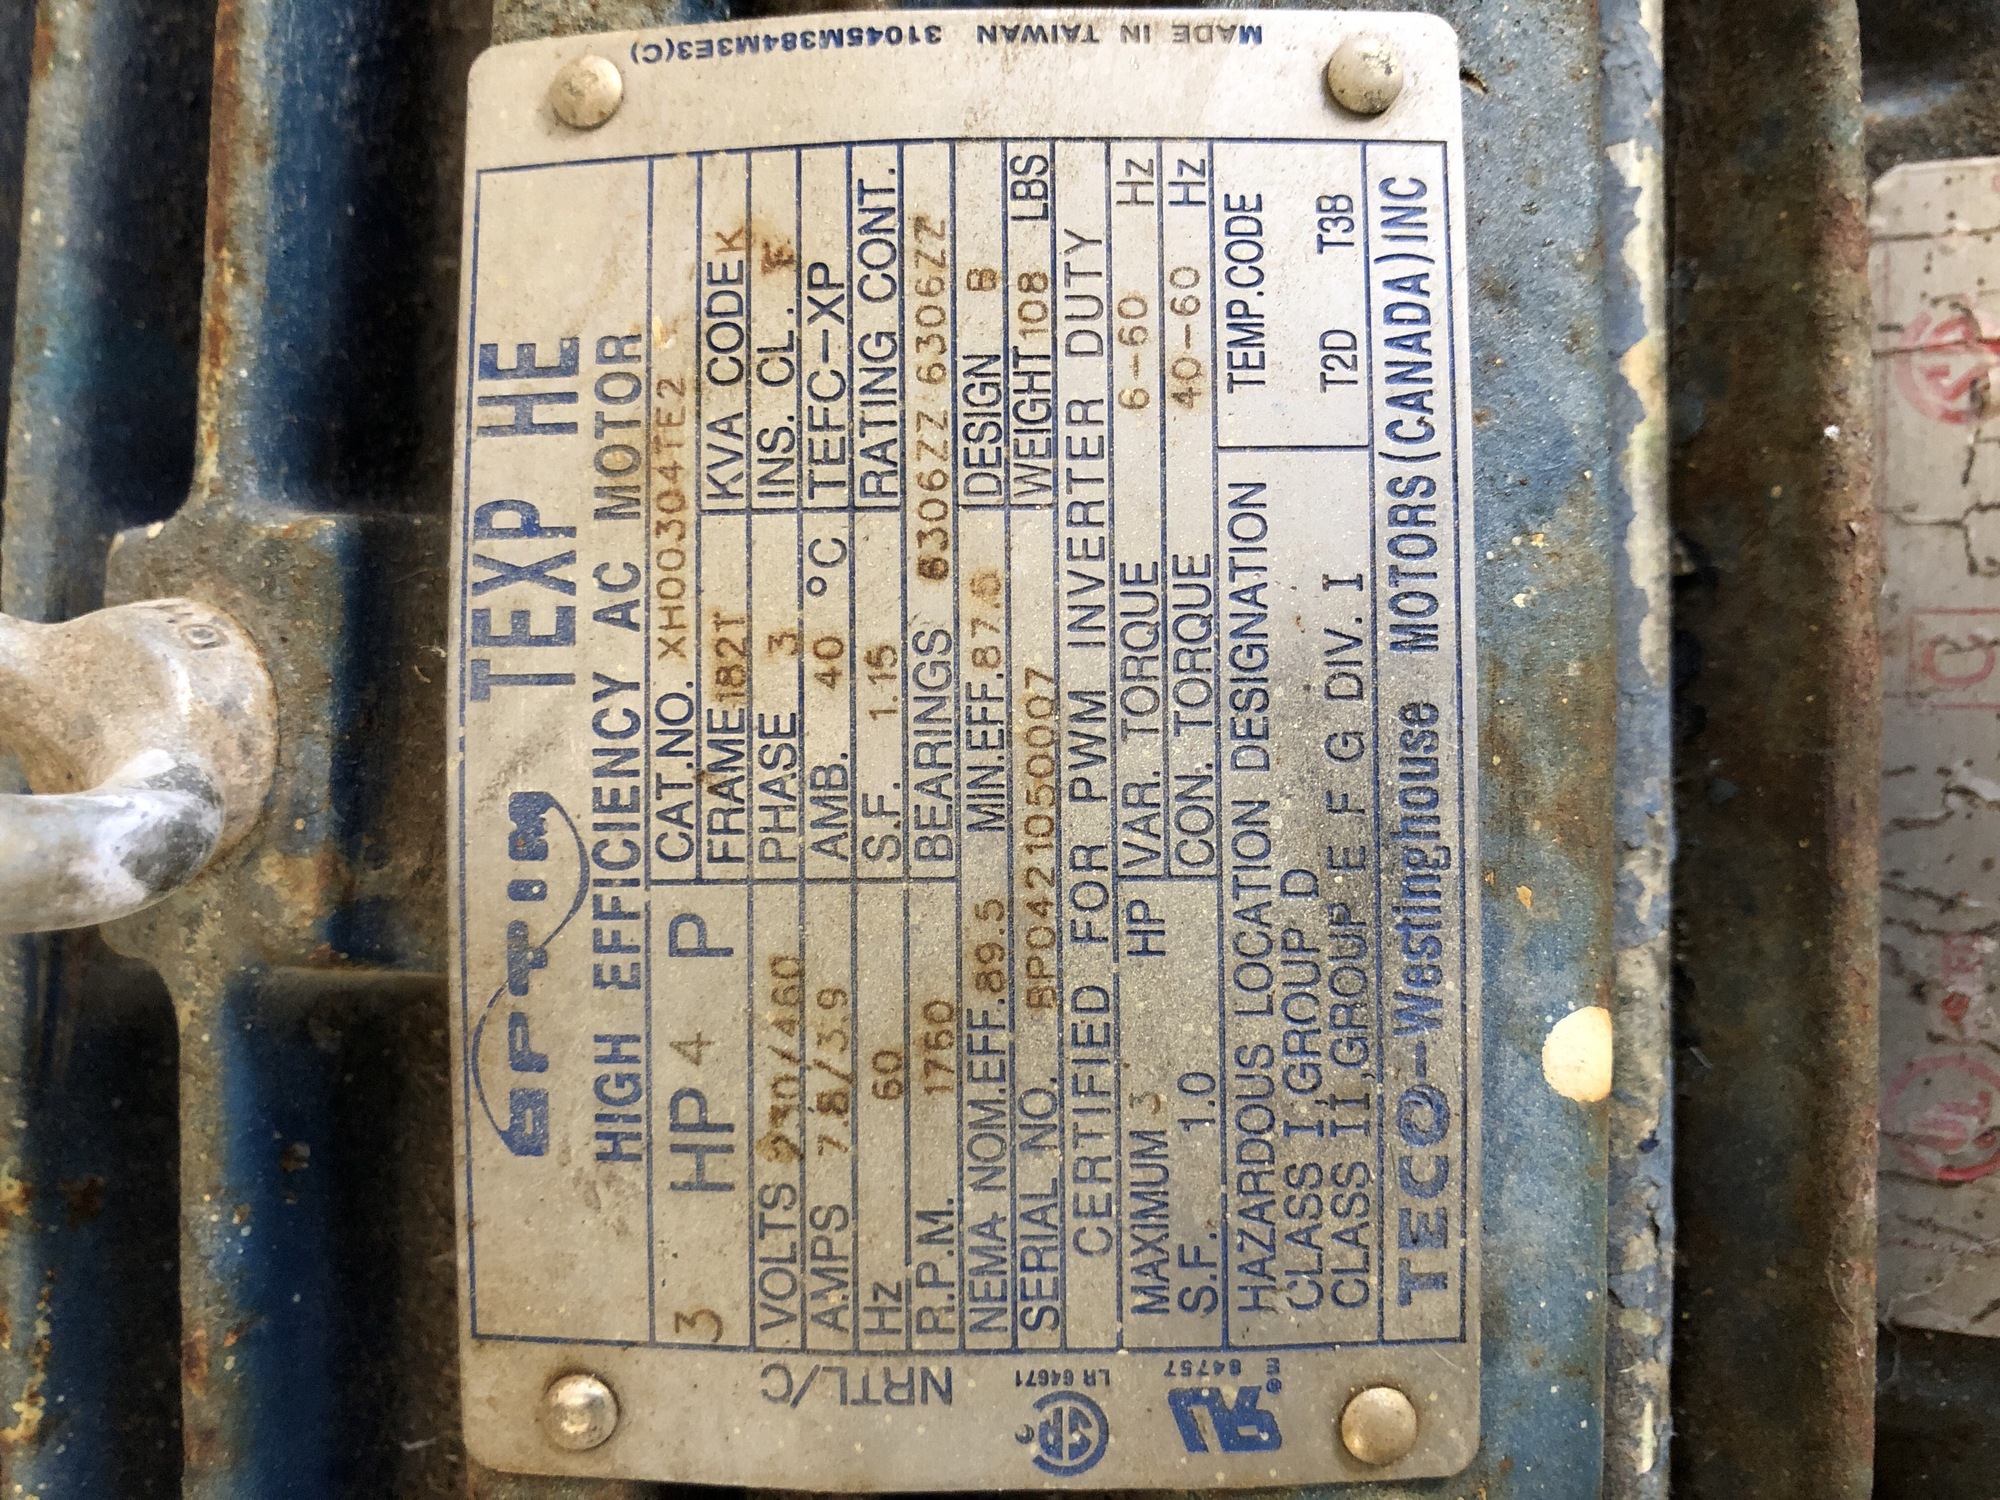 MADE IN TAIWAN 31045M384M3E3(C)
OPTIM TEXP HE
HIGH EFFICIENCY AC MOTOR
3 HP 4 P CAT.NO. XH00304TE2
FRAME 182T KVA CODE K
VOLTS 230/460 PHASE 3 INS. CL. F
AMPS 7.8/3.9 AMB. 40 °C TEFC-XP
Hz 60 S.F. 1.15 RATING CONT.
R.P.M. 1760 BEARINGS 6306ZZ 6306ZZ
NEMA NOM.EFF. 89.5 MIN.EFF. 87.5 DESIGN B
SERIAL NO. BP0421050007 WEIGHT 108 LBS
CERTIFIED FOR PWM INVERTER DUTY
MAXIMUM 3 HP VAR. TORQUE 6-60 Hz
S.F. 1.0 CON. TORQUE 40-60 Hz
HAZARDOUS LOCATION DESIGNATION TEMP.CODE
CLASS I,GROUP D
CLASS II,GROUP E F G DIV. I T2D T3B
TECO-Westinghouse MOTORS(CANADA)INC
NRTL/C
LR 64671
E 84757